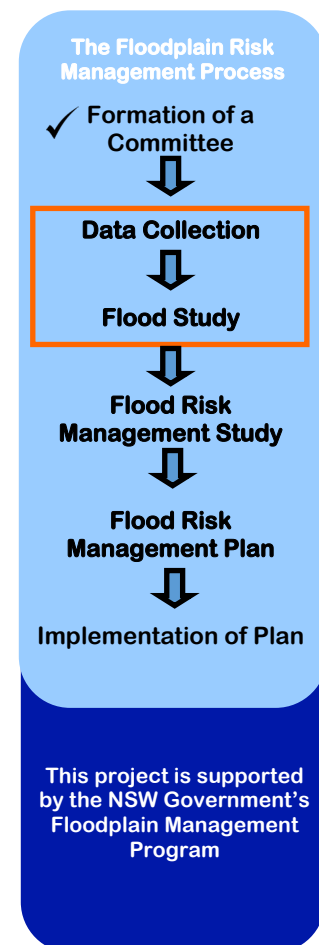 The Floodplain Risk
Management Process
Formation of a
Committee
Data Collection
Flood Study
Flood Risk
Management Study
Flood Risk
Management Plan
Implementation of Plan
This project is supported
by the NSW Government’s
Floodplain Management
Program